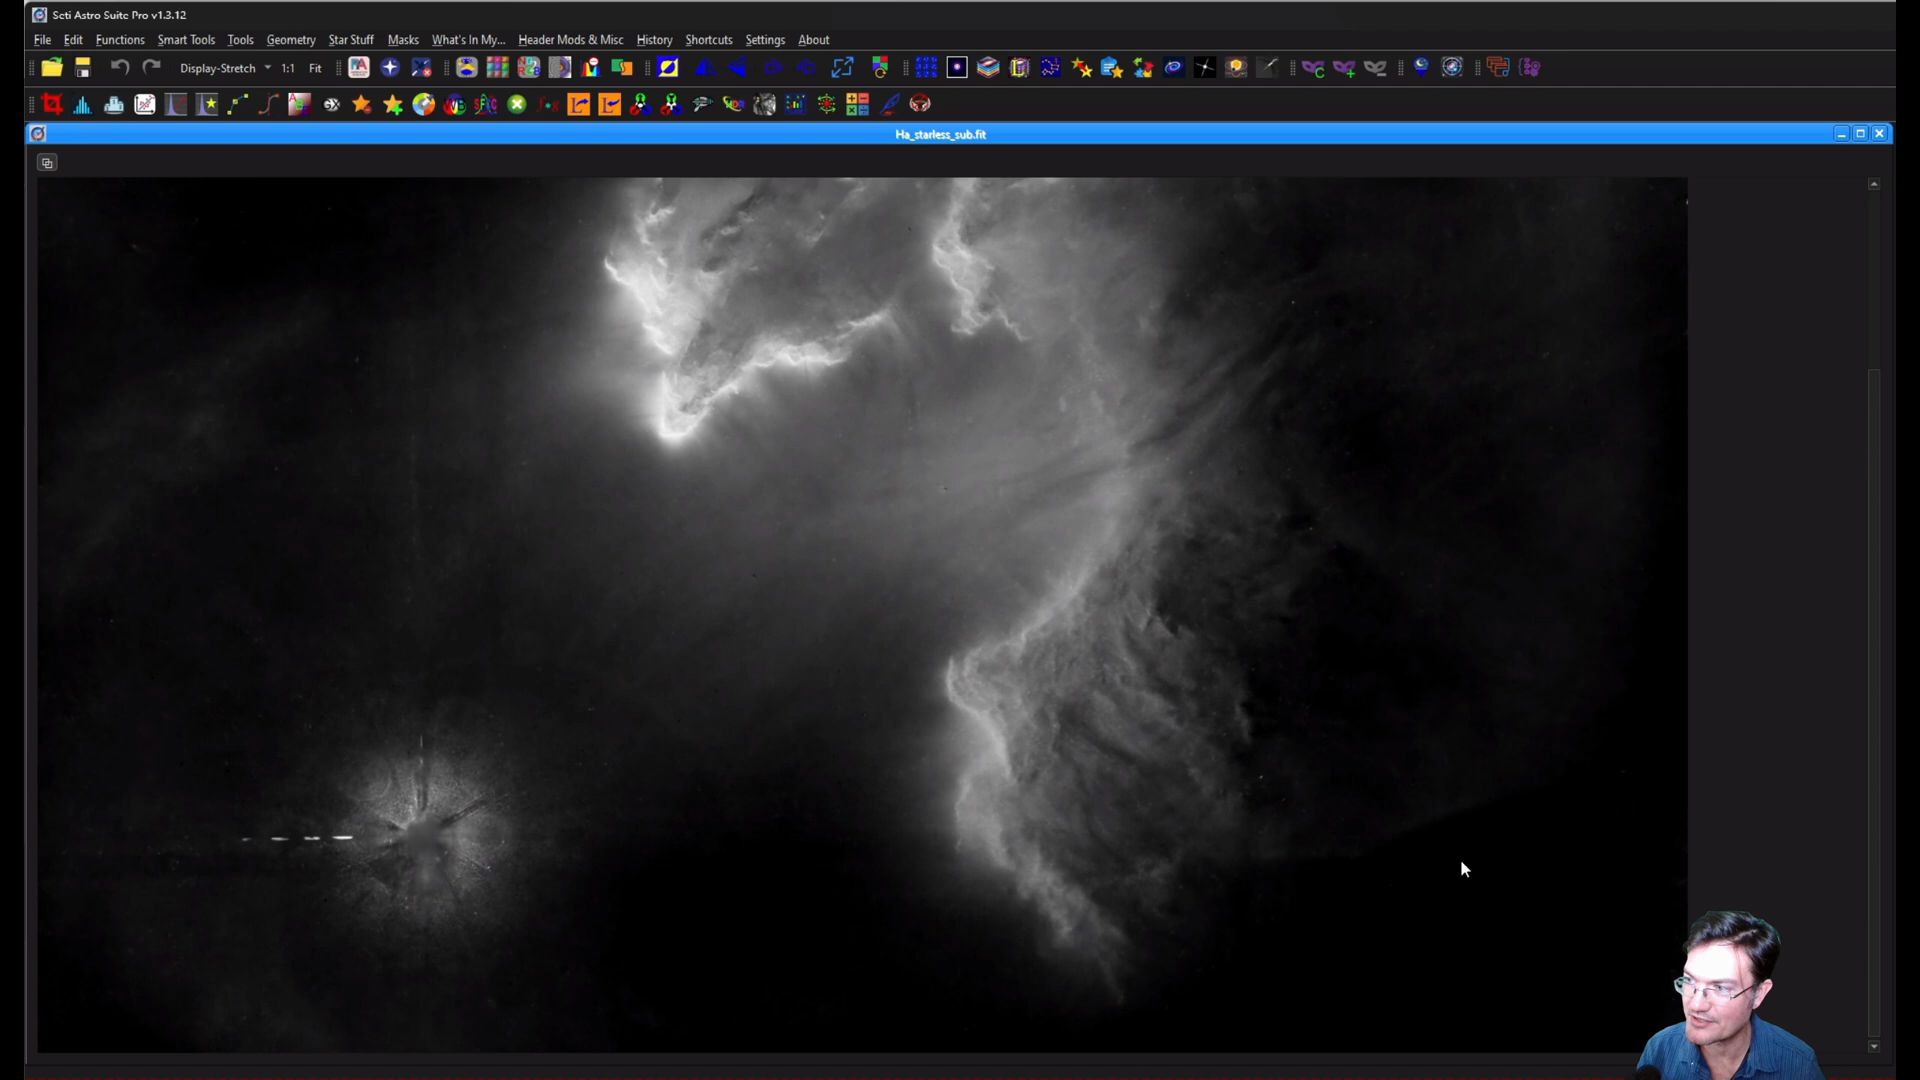 Seti Astro Suite Pro v1.3.12
File Edit Functions Smart Tools Tools Geometry Star Stuff Masks What's In My... Header Mods & Misc History Shortcuts Settings About
Display-Stretch 1:1 Fit
Ha_starless_sub.fit